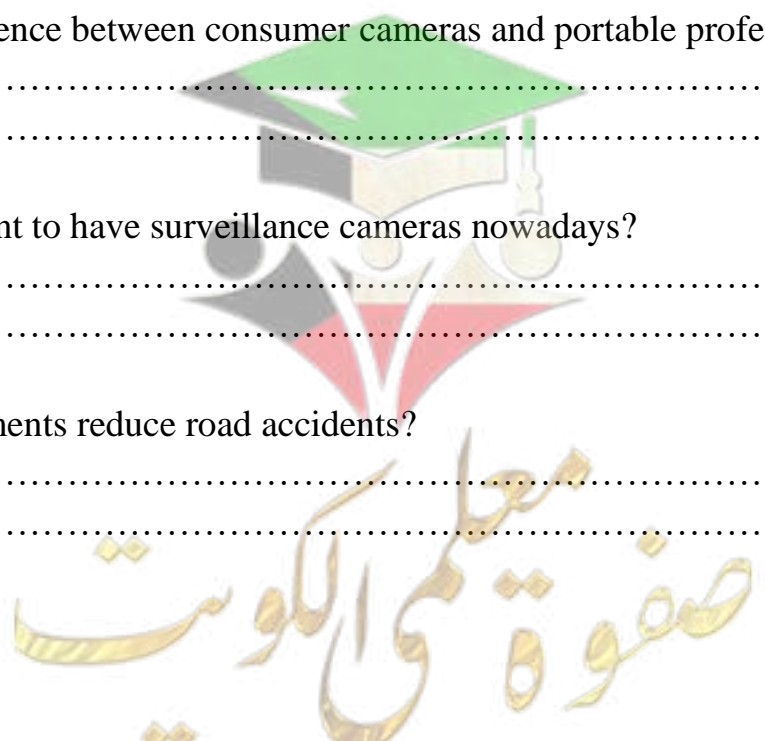 ence between consumer cameras and portable profe
………………………………………………………………
………………………………………………………………
nt to have surveillance cameras nowadays?
………………………………………………………………
………………………………………………………………
nents reduce road accidents?
………………………………………………………………
………………………………………………………………
صفوة معلمى الكويت